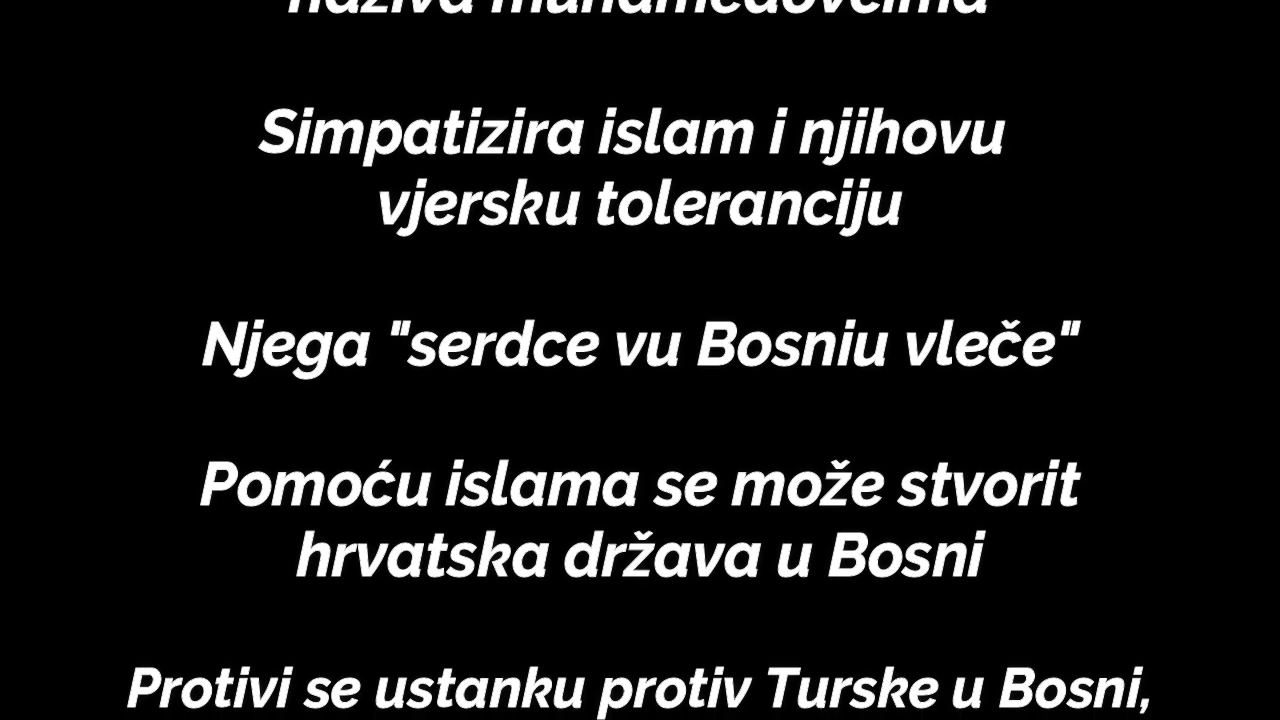 naziva muhamedovcima
Simpatizira islam i njihovu
vjersku toleranciju
Njega "serdce vu Bosniu vleče"
Pomoću islama se može stvorit
hrvatska država u Bosni
Protivi se ustanku protiv Turske u Bosni,